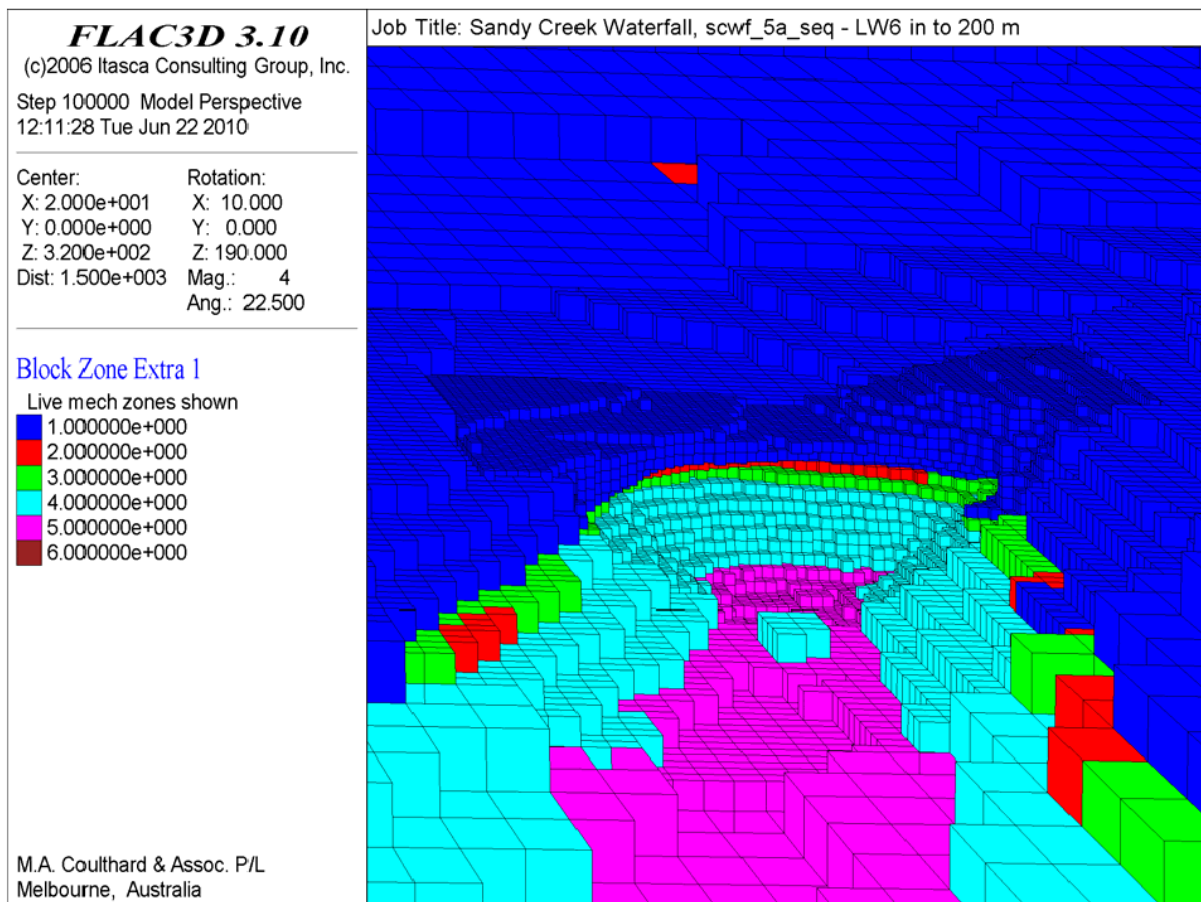 FLAC3D 3.10
(c)2006 Itasca Consulting Group, Inc.
Step 100000 Model Perspective
12:11:28 Tue Jun 22 2010
Center:
X: 2.000e+001
Y: 0.000e+000
Z: 3.200e+002
Dist: 1.500e+003
Rotation:
X: 10.000
Y: 0.000
Z: 190.000
Mag.: 4
Ang.: 22.500
Block Zone Extra 1
Live mech zones shown
1.000000e+000
2.000000e+000
3.000000e+000
4.000000e+000
5.000000e+000
6.000000e+000
M.A. Coulthard & Assoc. P/L
Melbourne, Australia
Job Title: Sandy Creek Waterfall, scwf_5a_seq - LW6 in to 200 m